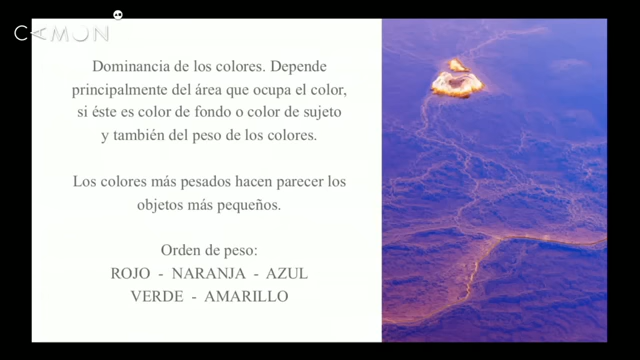 CAMON
Dominancia de los colores. Depende
principalmente del área que ocupa el color,
si éste es color de fondo o color de sujeto
y también del peso de los colores.
Los colores más pesados hacen parecer los
objetos más pequeños.
Orden de peso:
ROJO - NARANJA - AZUL
VERDE - AMARILLO